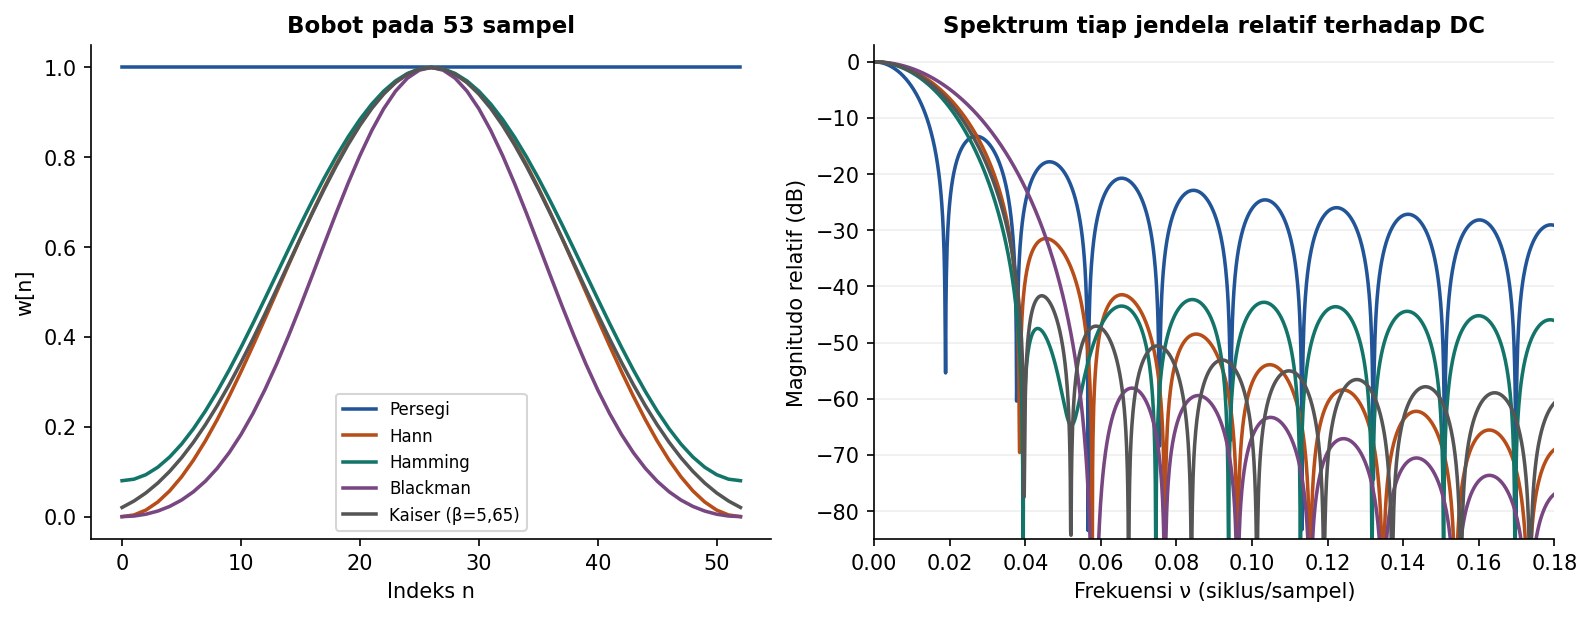 Bobot pada 53 sampel
w[n]
1.0
0.8
0.6
0.4
0.2
0.0
0
10
20
30
40
50
Indeks n
Persegi
Hann
Hamming
Blackman
Kaiser (β=5,65)
Spektrum tiap jendela relatif terhadap DC
Magnitudo relatif (dB)
0
−10
−20
−30
−40
−50
−60
−70
−80
0.00
0.02
0.04
0.06
0.08
0.10
0.12
0.14
0.16
0.18
Frekuensi ν (siklus/sampel)